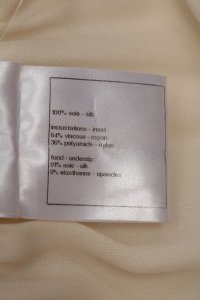 100% soie - silk
incrustations - inset
64% viscose - rayon
36% polyamide - nylon
fond - underslip :
91% soie - silk
9% elasthanne - spandex